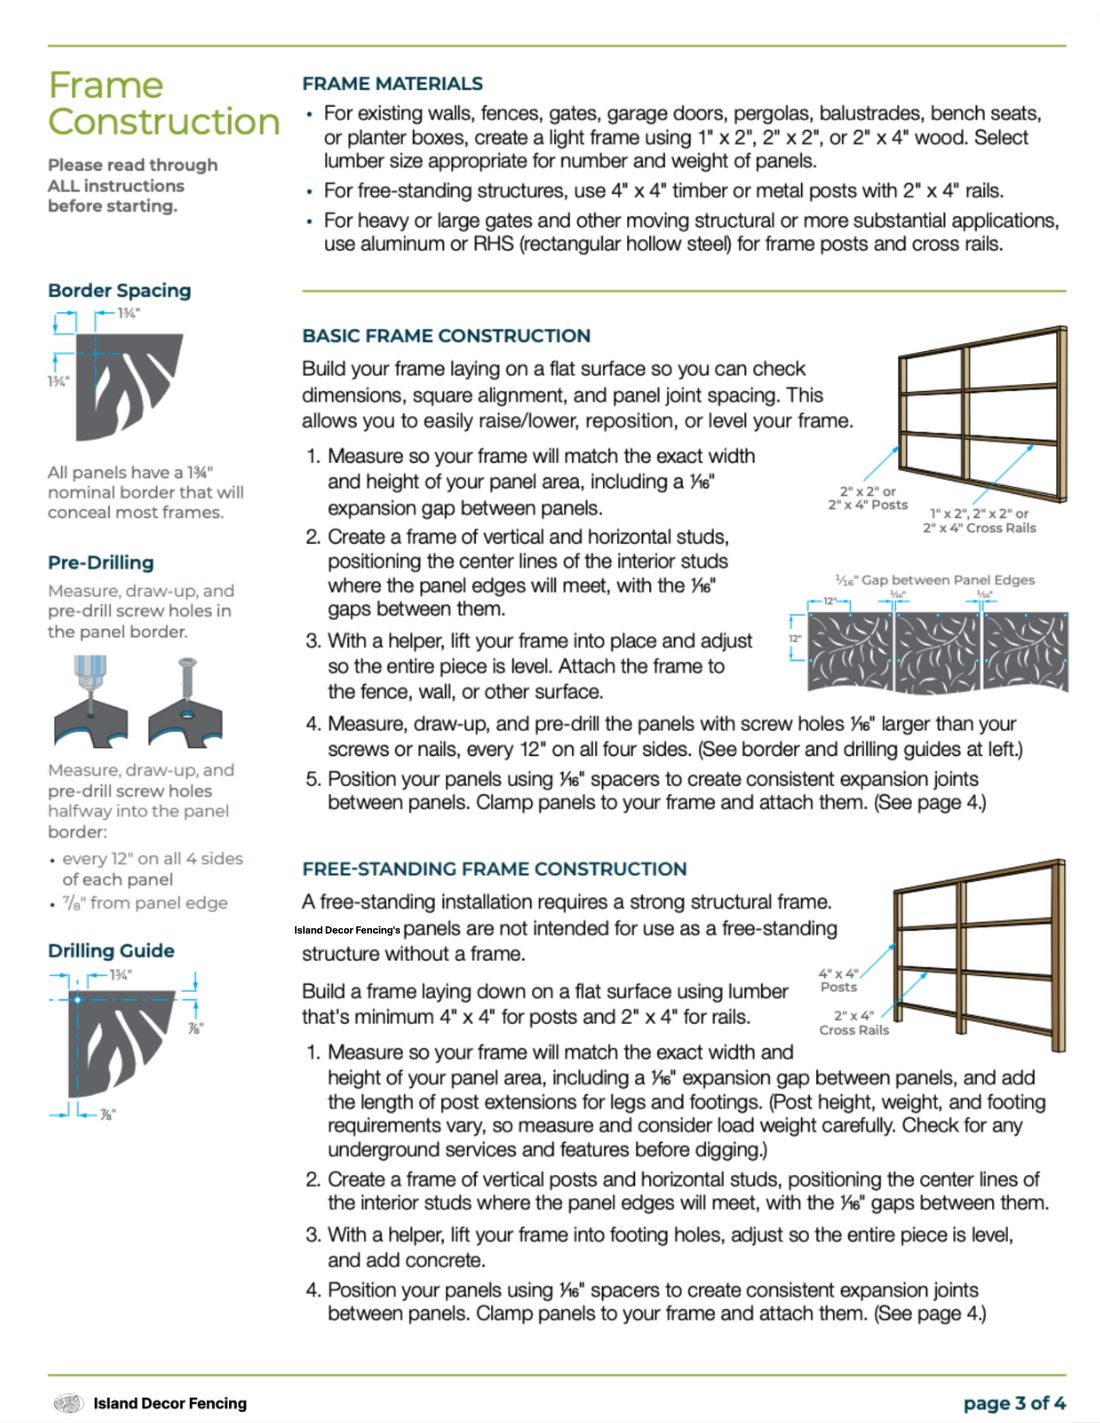 Frame
Construction
Please read through
ALL instructions
before starting.
Border Spacing
1¾"
1¾"
All panels have a 1¾"
nominal border that will
conceal most frames.
Pre-Drilling
Measure, draw-up, and
pre-drill screw holes in
the panel border.
Measure, draw-up, and
pre-drill screw holes
halfway into the panel
border:
• every 12" on all 4 sides
of each panel
• ⅞" from panel edge
Drilling Guide
1¾"
⅞"
⅞"
FRAME MATERIALS
• For existing walls, fences, gates, garage doors, pergolas, balustrades, bench seats,
or planter boxes, create a light frame using 1" x 2", 2" x 2", or 2" x 4" wood. Select
lumber size appropriate for number and weight of panels.
• For free-standing structures, use 4" x 4" timber or metal posts with 2" x 4" rails.
• For heavy or large gates and other moving structural or more substantial applications,
use aluminum or RHS (rectangular hollow steel) for frame posts and cross rails.
BASIC FRAME CONSTRUCTION
Build your frame laying on a flat surface so you can check
dimensions, square alignment, and panel joint spacing. This
allows you to easily raise/lower, reposition, or level your frame.
1. Measure so your frame will match the exact width
and height of your panel area, including a 1⁄16"
expansion gap between panels.
2. Create a frame of vertical and horizontal studs,
positioning the center lines of the interior studs
where the panel edges will meet, with the 1⁄16"
gaps between them.
3. With a helper, lift your frame into place and adjust
so the entire piece is level. Attach the frame to
the fence, wall, or other surface.
4. Measure, draw-up, and pre-drill the panels with screw holes 1⁄16" larger than your
screws or nails, every 12" on all four sides. (See border and drilling guides at left.)
5. Position your panels using 1⁄16" spacers to create consistent expansion joints
between panels. Clamp panels to your frame and attach them. (See page 4.)
2" x 2" or
2" x 4" Posts
1" x 2", 2" x 2" or
2" x 4" Cross Rails
1⁄16" Gap between Panel Edges
12"
1⁄16"
1⁄16"
12"
FREE-STANDING FRAME CONSTRUCTION
A free-standing installation requires a strong structural frame.
Island Decor Fencing's panels are not intended for use as a free-standing
structure without a frame.
Build a frame laying down on a flat surface using lumber
that's minimum 4" x 4" for posts and 2" x 4" for rails.
4" x 4"
Posts
2" x 4"
Cross Rails
1. Measure so your frame will match the exact width and
height of your panel area, including a 1⁄16" expansion gap between panels, and add
the length of post extensions for legs and footings. (Post height, weight, and footing
requirements vary, so measure and consider load weight carefully. Check for any
underground services and features before digging.)
2. Create a frame of vertical posts and horizontal studs, positioning the center lines of
the interior studs where the panel edges will meet, with the 1⁄16" gaps between them.
3. With a helper, lift your frame into footing holes, adjust so the entire piece is level,
and add concrete.
4. Position your panels using 1⁄16" spacers to create consistent expansion joints
between panels. Clamp panels to your frame and attach them. (See page 4.)
Island Decor Fencing
page 3 of 4